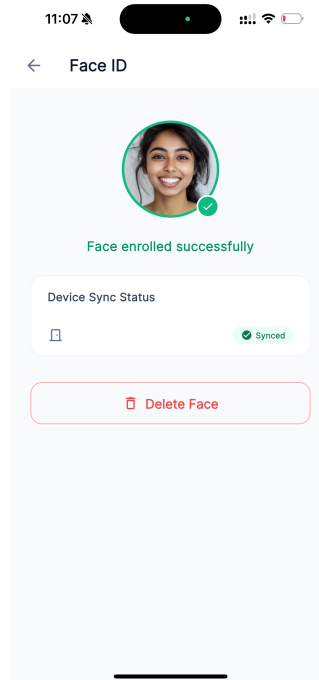 11:07
Face ID
Face enrolled successfully
Device Sync Status
Synced
Delete Face